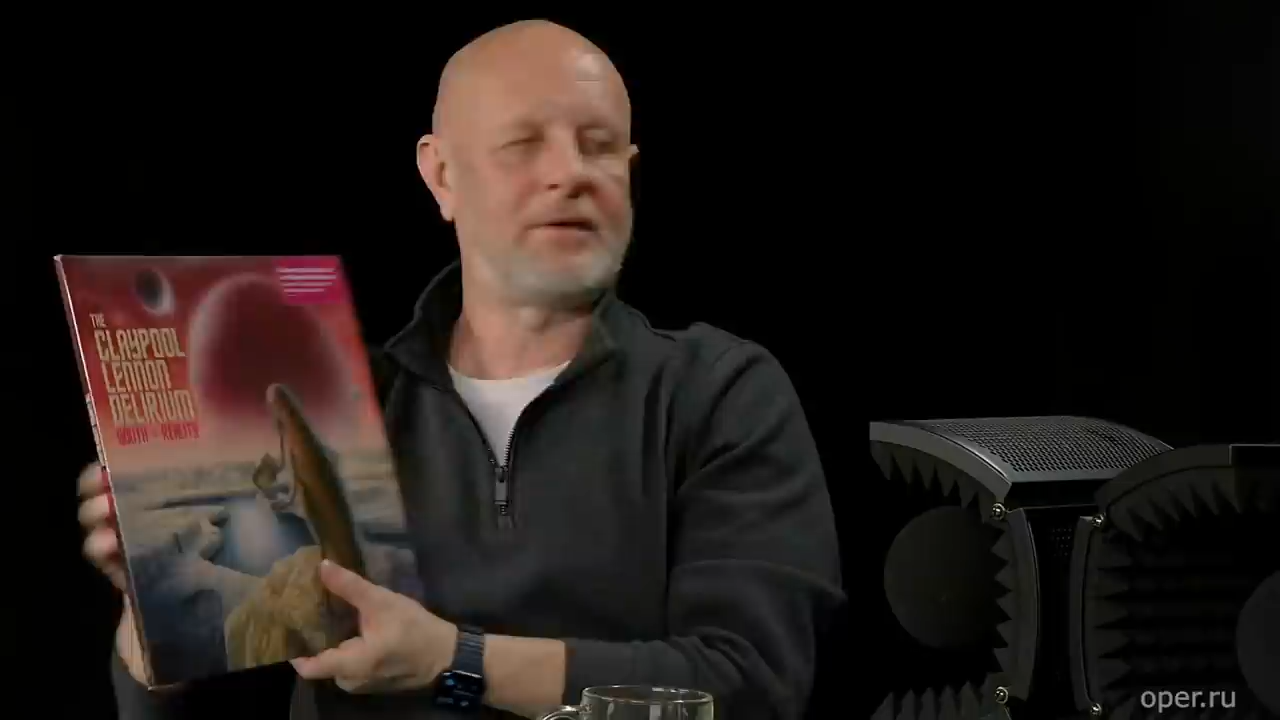 THE
CLAYPOOL
LENNON
DELIRIUM
SOUTH OF REALITY
oper.ru